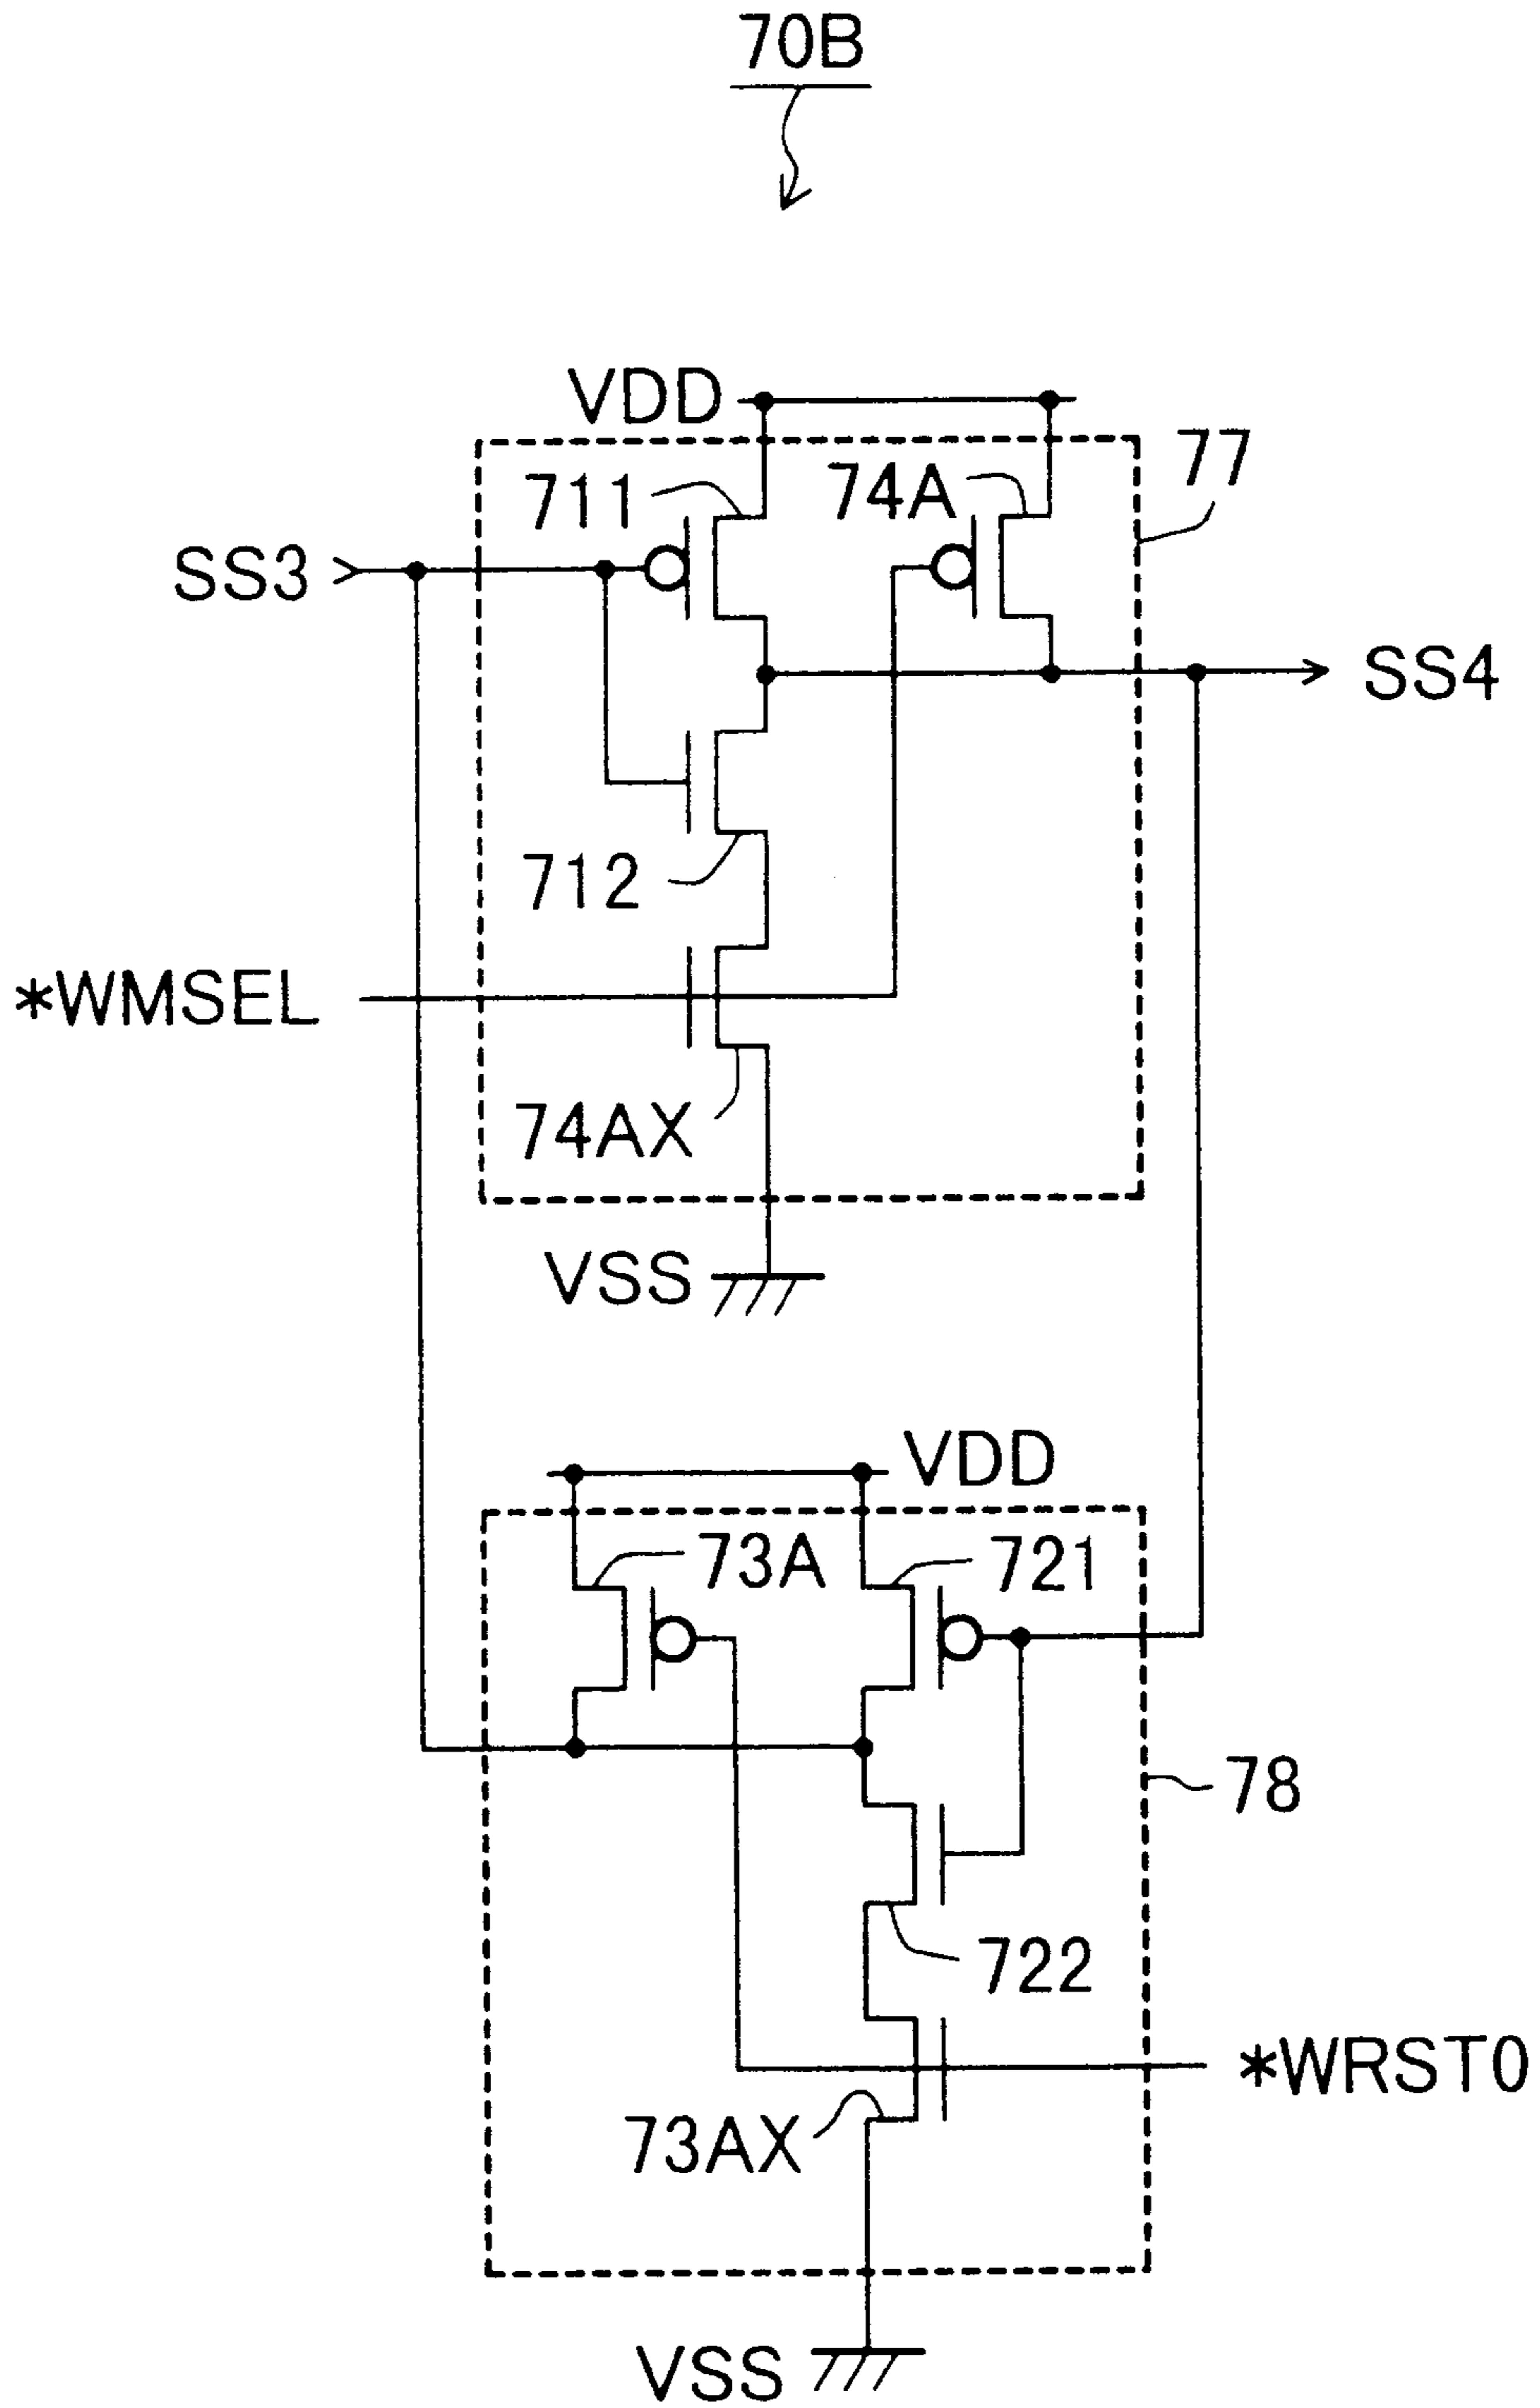 70B
VDD
77
711
74A
SS3
SS4
712
*WMSEL
74AX
VSS
VDD
73A
721
78
722
*WRST0
73AX
VSS